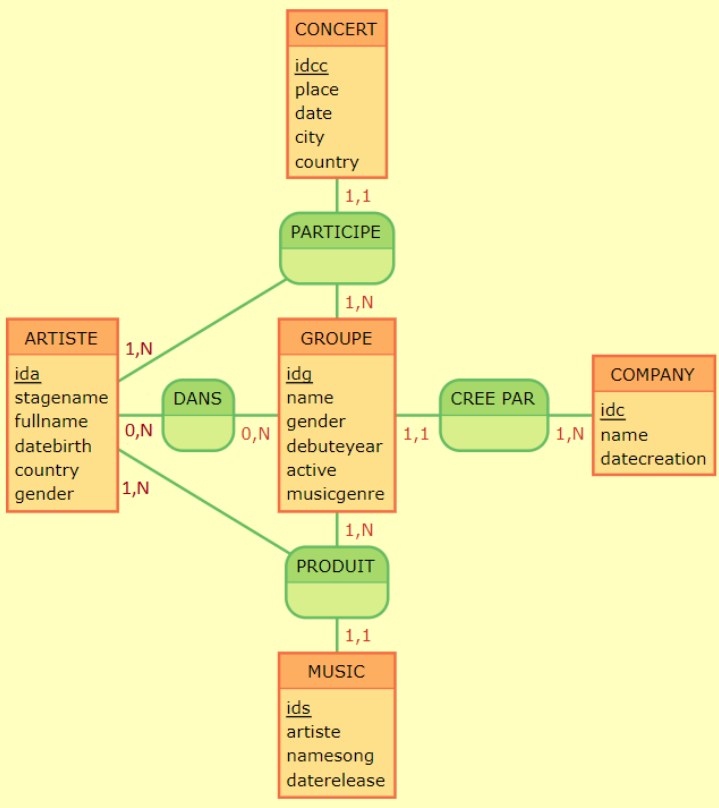 CONCERT
idcc
place
date
city
country
1,1
PARTICIPE
1,N
1,N
ARTISTE
ida
stagename
fullname
datebirth
country
gender
0,N
DANS
0,N
1,N
GROUPE
idg
name
gender
debuteyear
active
musicgenre
1,1
CREE PAR
1,N
COMPANY
idc
name
datecreation
1,N
PRODUIT
1,1
MUSIC
ids
artiste
namesong
daterelease